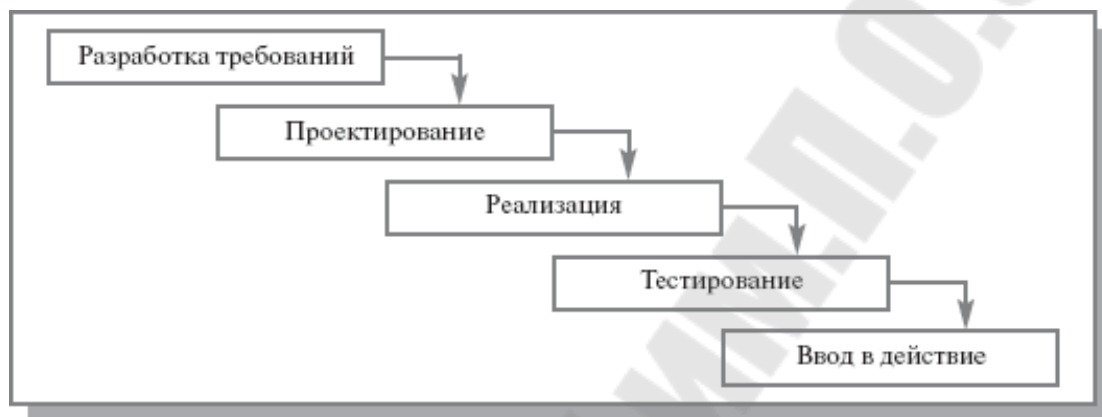 Разработка требований
Проектирование
Реализация
Тестирование
Ввод в действие